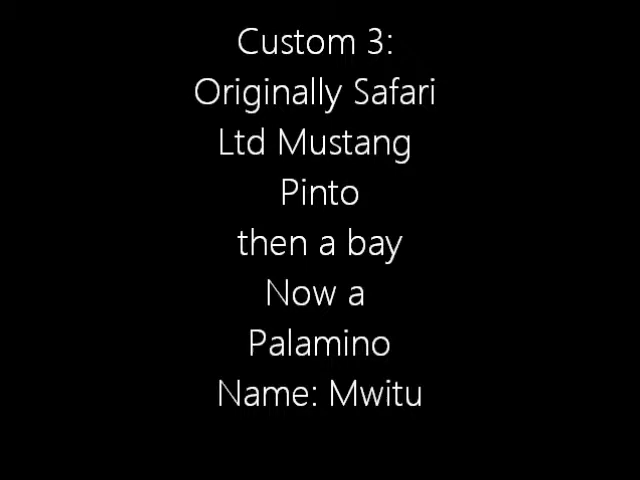 Custom 3:
Originally Safari
Ltd Mustang
Pinto
then a bay
Now a
Palamino
Name: Mwitu